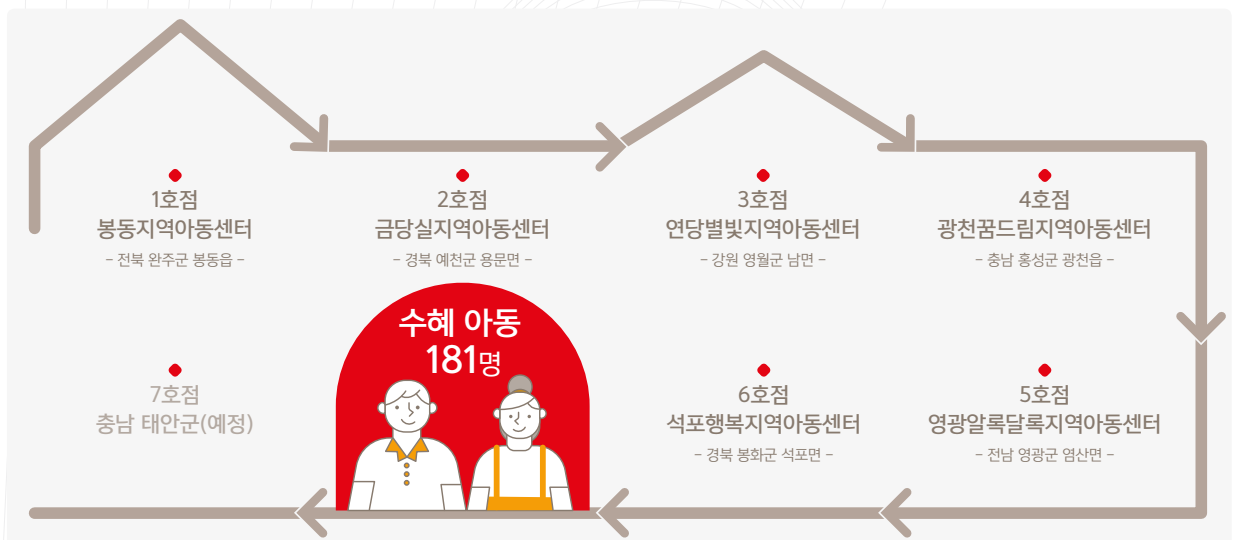 1호점
봉동지역아동센터
– 전북 완주군 봉동읍 –
2호점
금당실지역아동센터
– 경북 예천군 용문면 –
3호점
연당별빛지역아동센터
– 강원 영월군 남면 –
4호점
광천꿈드림지역아동센터
– 충남 홍성군 광천읍 –
5호점
영광알록달록지역아동센터
– 전남 영광군 염산면 –
6호점
석포행복지역아동센터
– 경북 봉화군 석포면 –
수혜 아동
181명
7호점
충남 태안군(예정)